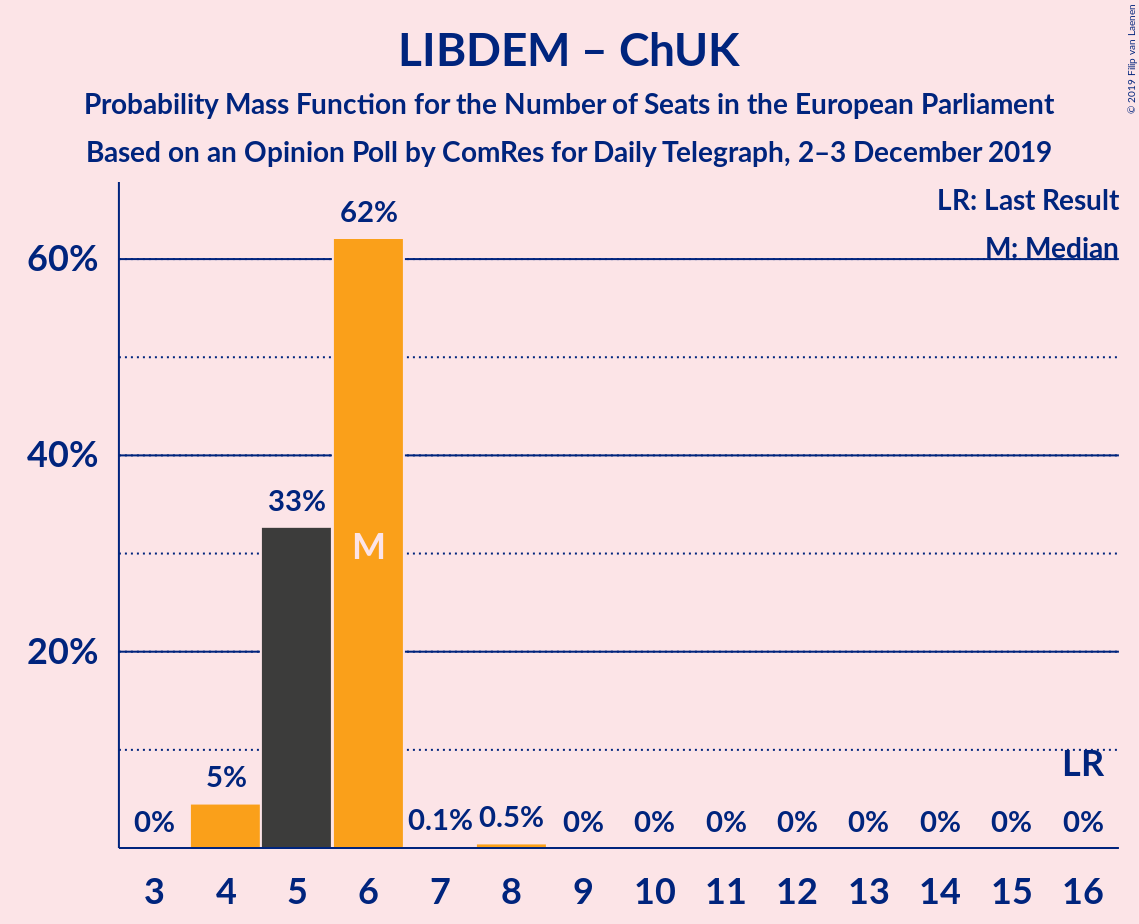 LIBDEM – ChUK
Probability Mass Function for the Number of Seats in the European Parliament
Based on an Opinion Poll by ComRes for Daily Telegraph, 2–3 December 2019
© 2019 Filip van Laenen
LR: Last Result
M: Median
60%
40%
20%
0% 5% 33% 62% 0.1% 0.5% 0% 0% 0% 0% 0% 0% 0% 0%
M
LR
3 4 5 6 7 8 9 10 11 12 13 14 15 16